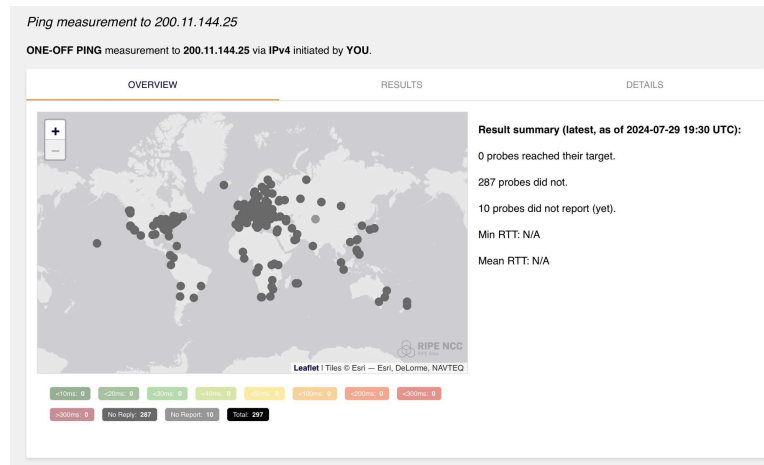 Ping measurement to 200.11.144.25
ONE-OFF PING measurement to 200.11.144.25 via IPv4 initiated by YOU.
OVERVIEW RESULTS DETAILS
+
−
Result summary (latest, as of 2024-07-29 19:30 UTC):
0 probes reached their target.
287 probes did not.
10 probes did not report (yet).
Min RTT: N/A
Mean RTT: N/A
RIPE NCC
Leaflet | Tiles © Esri — Esri, DeLorme, NAVTEQ
<10ms: 0 <20ms: 0 <30ms: 0 <40ms: 0 <100ms: 0 <200ms: 0 <300ms: 0
>300ms: 0 No Reply: 287 No Report: 10 Total: 297